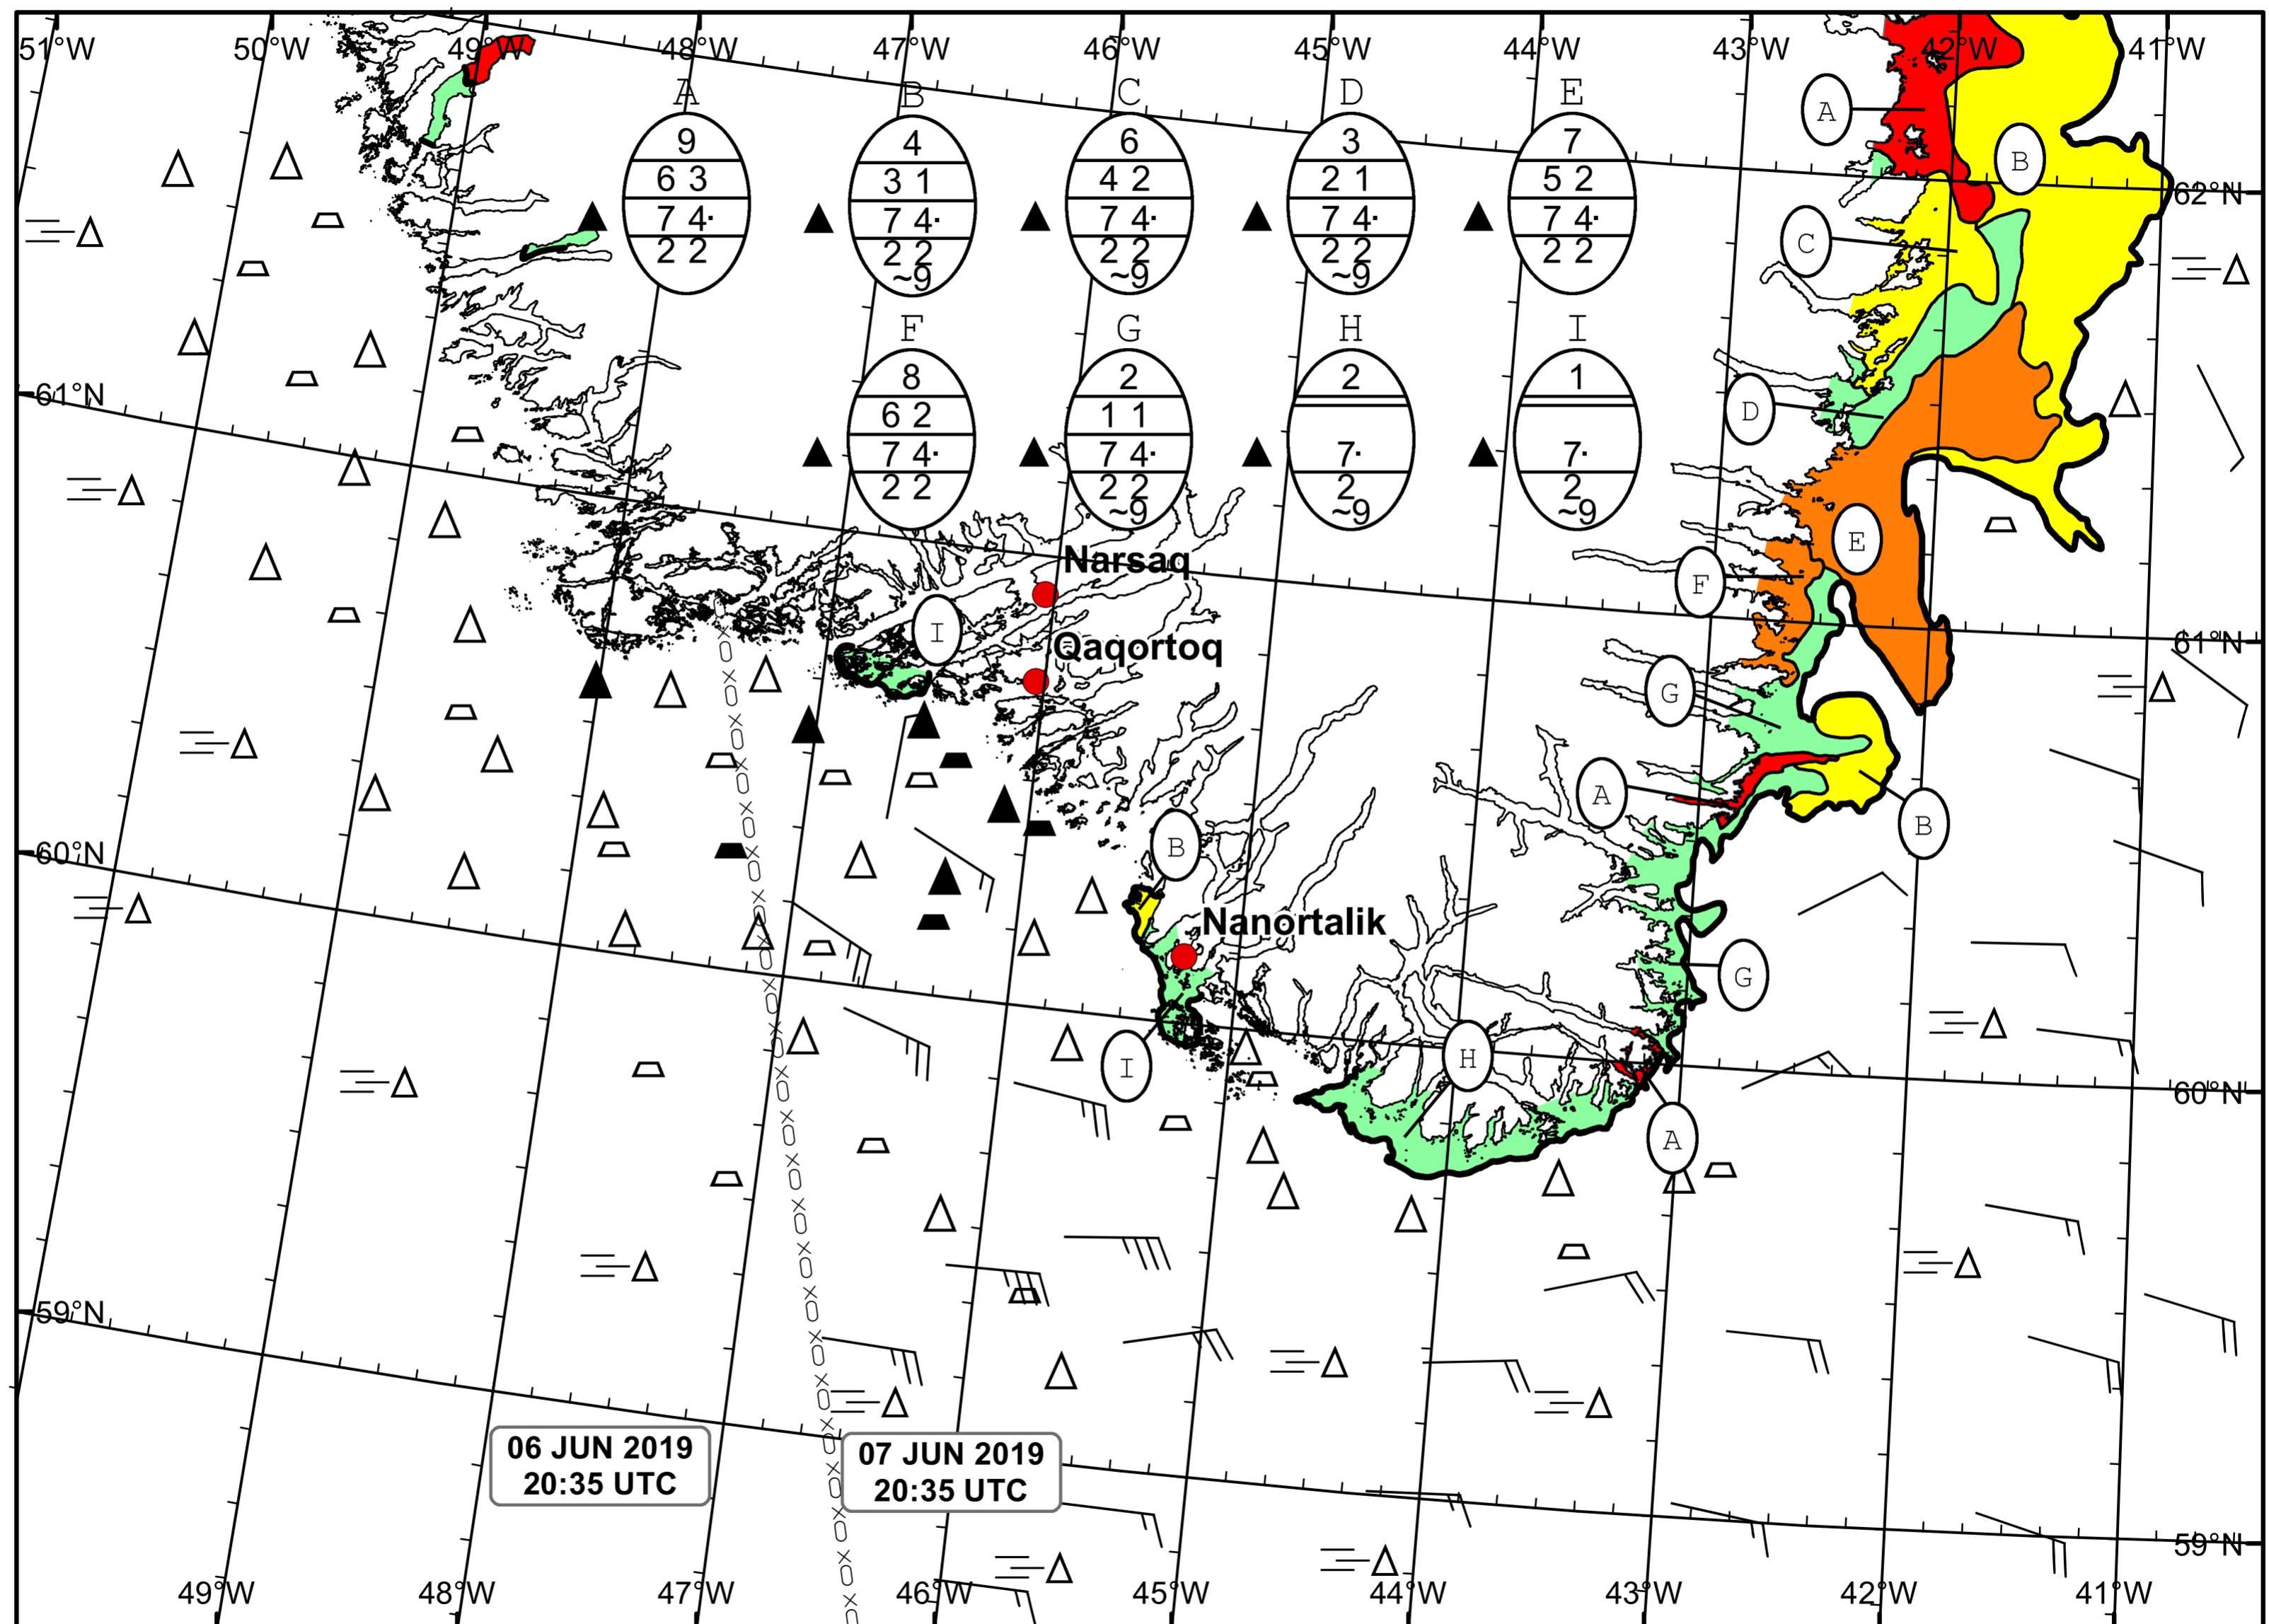 51°W 50°W 49°W 48°W 47°W 46°W 45°W 44°W 43°W 42°W 41°W
A B C D E
9 4 6 3 7
6 3 3 1 4 2 2 1 5 2
7 4· 7 4· 7 4· 7 4· 7 4·
2 2 2 2 2 2 2 2 2 2
~9 ~9 ~9
A
B
62°N
C
F G H I
8 2 2 1
6 2 1 1
7 4· 7 4· 7· 7·
2 2 2 2 2 2
~9 ~9 ~9
61°N
D
E
Narsaq
F
I
61°N
Qaqortoq
G
A
B
60°N
B
Nanortalik
G
I
H
60°N
A
59°N
06 JUN 2019
20:35 UTC
07 JUN 2019
20:35 UTC
59°N
49°W 48°W 47°W 46°W 45°W 44°W 43°W 42°W 41°W